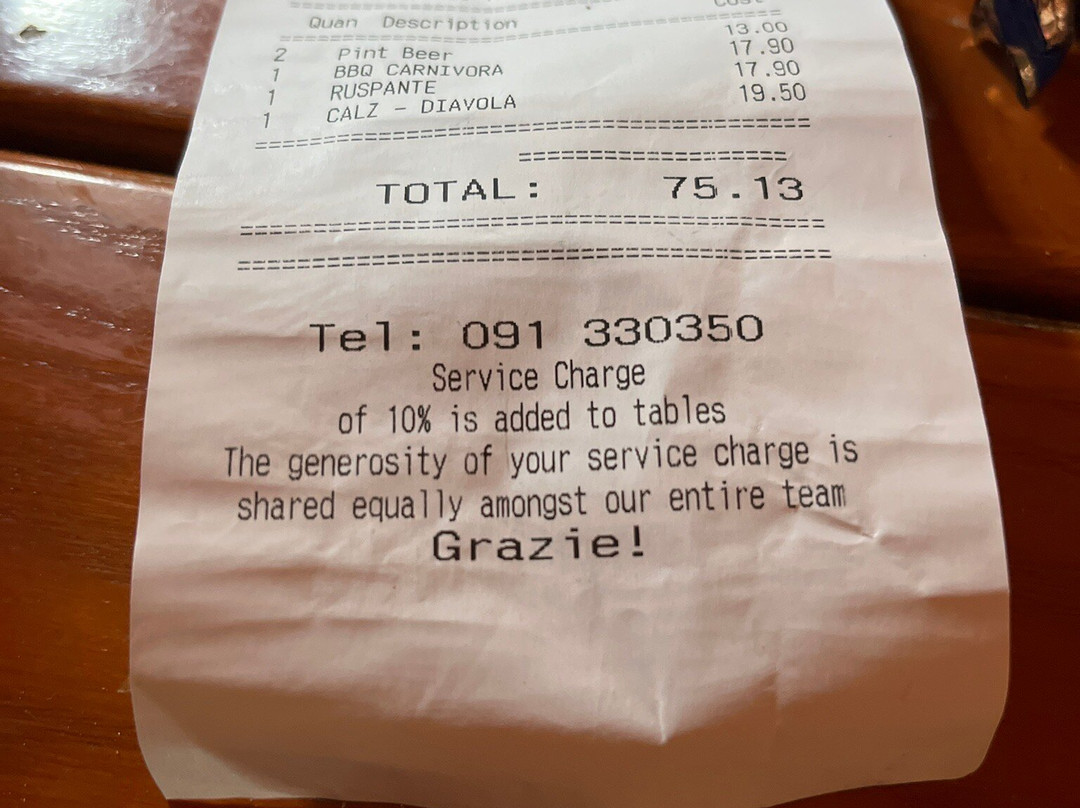 Cost
Quan Description
2 Pint Beer 13.00
1 BBQ CARNIVORA 17.90
1 RUSPANTE 17.90
1 CALZ - DIAVOLA 19.50
TOTAL: 75.13
Tel: 091 330350
Service Charge
of 10% is added to tables
The generosity of your service charge is
shared equally amongst our entire team
Grazie!